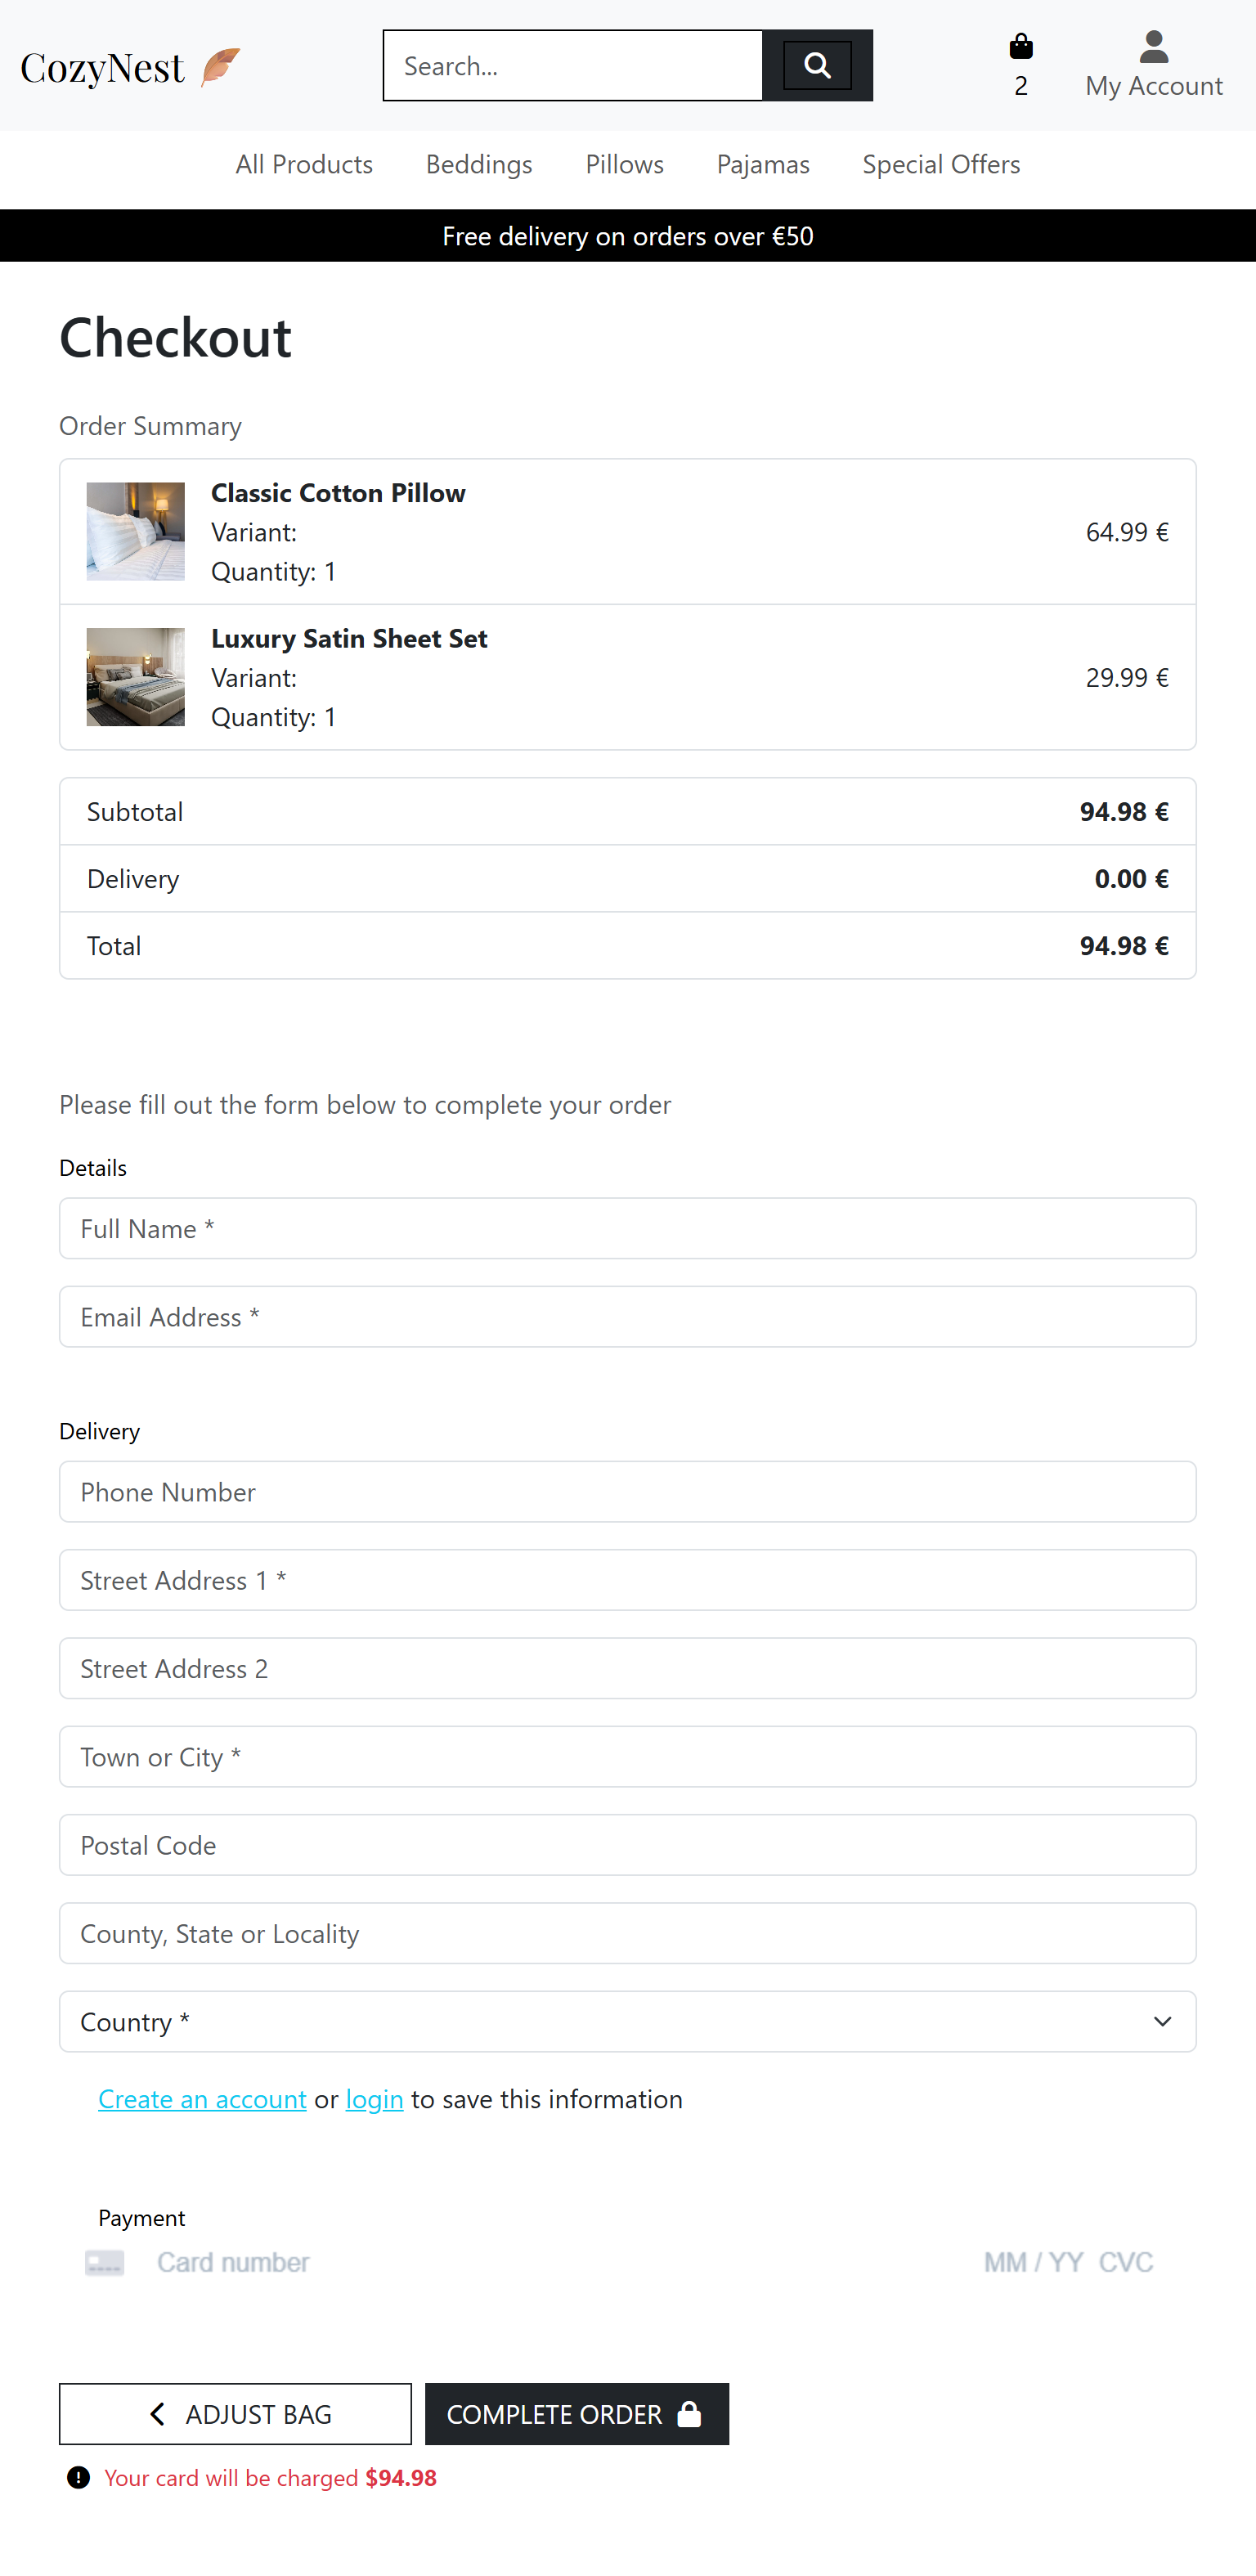 CozyNest
Search...
2
My Account
All Products Beddings Pillows Pajamas Special Offers
Free delivery on orders over €50
Checkout
Order Summary
Classic Cotton Pillow
Variant:
Quantity: 1
64.99 €
Luxury Satin Sheet Set
Variant:
Quantity: 1
29.99 €
Subtotal 94.98 €
Delivery 0.00 €
Total 94.98 €
Please fill out the form below to complete your order
Details
Full Name *
Email Address *
Delivery
Phone Number
Street Address 1 *
Street Address 2
Town or City *
Postal Code
County, State or Locality
Country *
Create an account or login to save this information
Payment
Card number MM / YY CVC
ADJUST BAG COMPLETE ORDER
Your card will be charged $94.98